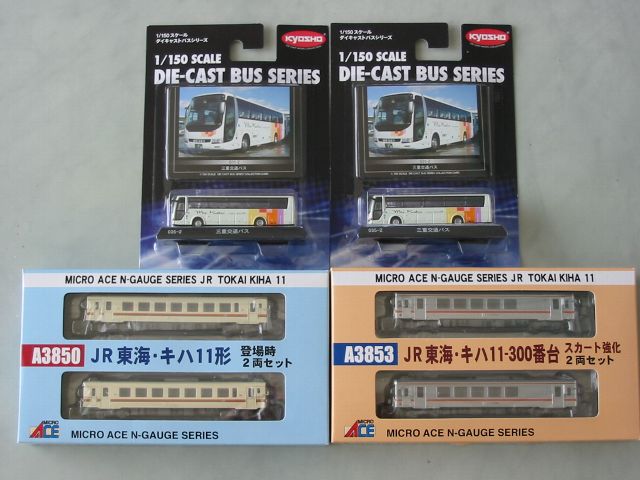 1/150スケール
ダイキャストバスシリーズ
KYOSHO
1/150 SCALE
DIE-CAST BUS SERIES
三重交通バス
005-2
三重交通バス
1/150スケール
ダイキャストバスシリーズ
KYOSHO
1/150 SCALE
DIE-CAST BUS SERIES
三重交通バス
005-2
三重交通バス
MICRO ACE N-GAUGE SERIES JR TOKAI KIHA 11
A3850
JR東海・キハ11形
登場時
2両セット
MICRO ACE
MICRO ACE N-GAUGE SERIES
MICRO ACE N-GAUGE SERIES JR TOKAI KIHA 11
A3853
JR東海・キハ11-300番台
スカート強化
2両セット
MICRO ACE
MICRO ACE N-GAUGE SERIES